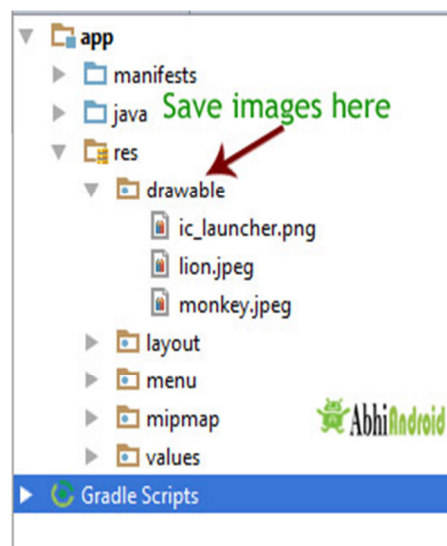 app
manifests
java
Save images here
res
drawable
ic_launcher.png
lion.jpeg
monkey.jpeg
layout
menu
mipmap
AbhiAndroid
values
Gradle Scripts